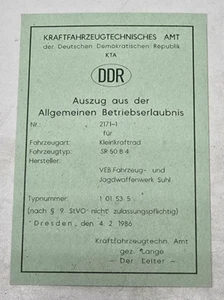 KRAFTFAHRZEUGTECHNISCHES AMT
der Deutschen Demokratischen Republik
KTA
DDR
Auszug aus der
Allgemeinen Betriebserlaubnis
Nr. 2171-1
für
Fahrzeugart: Kleinkraftrad
Fahrzeugtyp: SR 50 B 4
Hersteller:
VEB Fahrzeug- und
Jagdwaffenwerk Suhl
Typnummer: 1 01 53 5
(nach § 9 StVO nicht zulassungspflichtig)
Dresden, den 4. 2. 1986
Kraftfahrzeugtechn. Amt
gez. Lange
- Der Leiter -